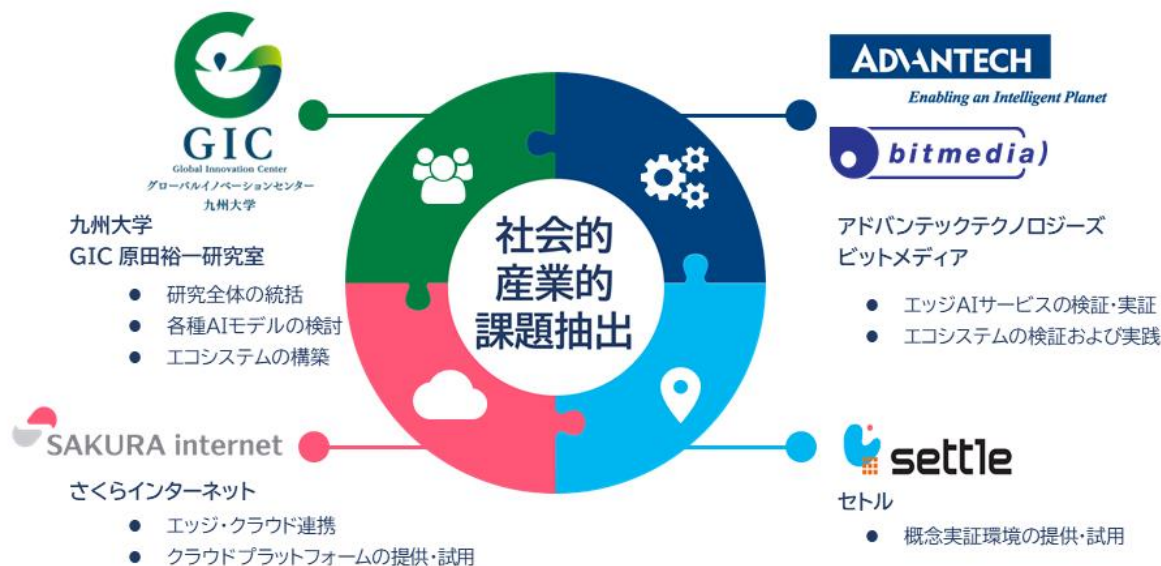 GIC
Global Innovation Center
グローバルイノベーションセンター
九州大学
九州大学
GIC 原田裕一研究室
● 研究全体の統括
● 各種AIモデルの検討
● エコシステムの構築
ADVANTECH
Enabling an Intelligent Planet
bitmedia)
アドバンテックテクノロジーズ
ビットメディア
● エッジAIサービスの検証・実証
● エコシステムの検証および実践
社会的
産業的
課題抽出
SAKURA internet
さくらインターネット
● エッジ・クラウド連携
● クラウドプラットフォームの提供・試用
settle
セトル
● 概念実証環境の提供・試用